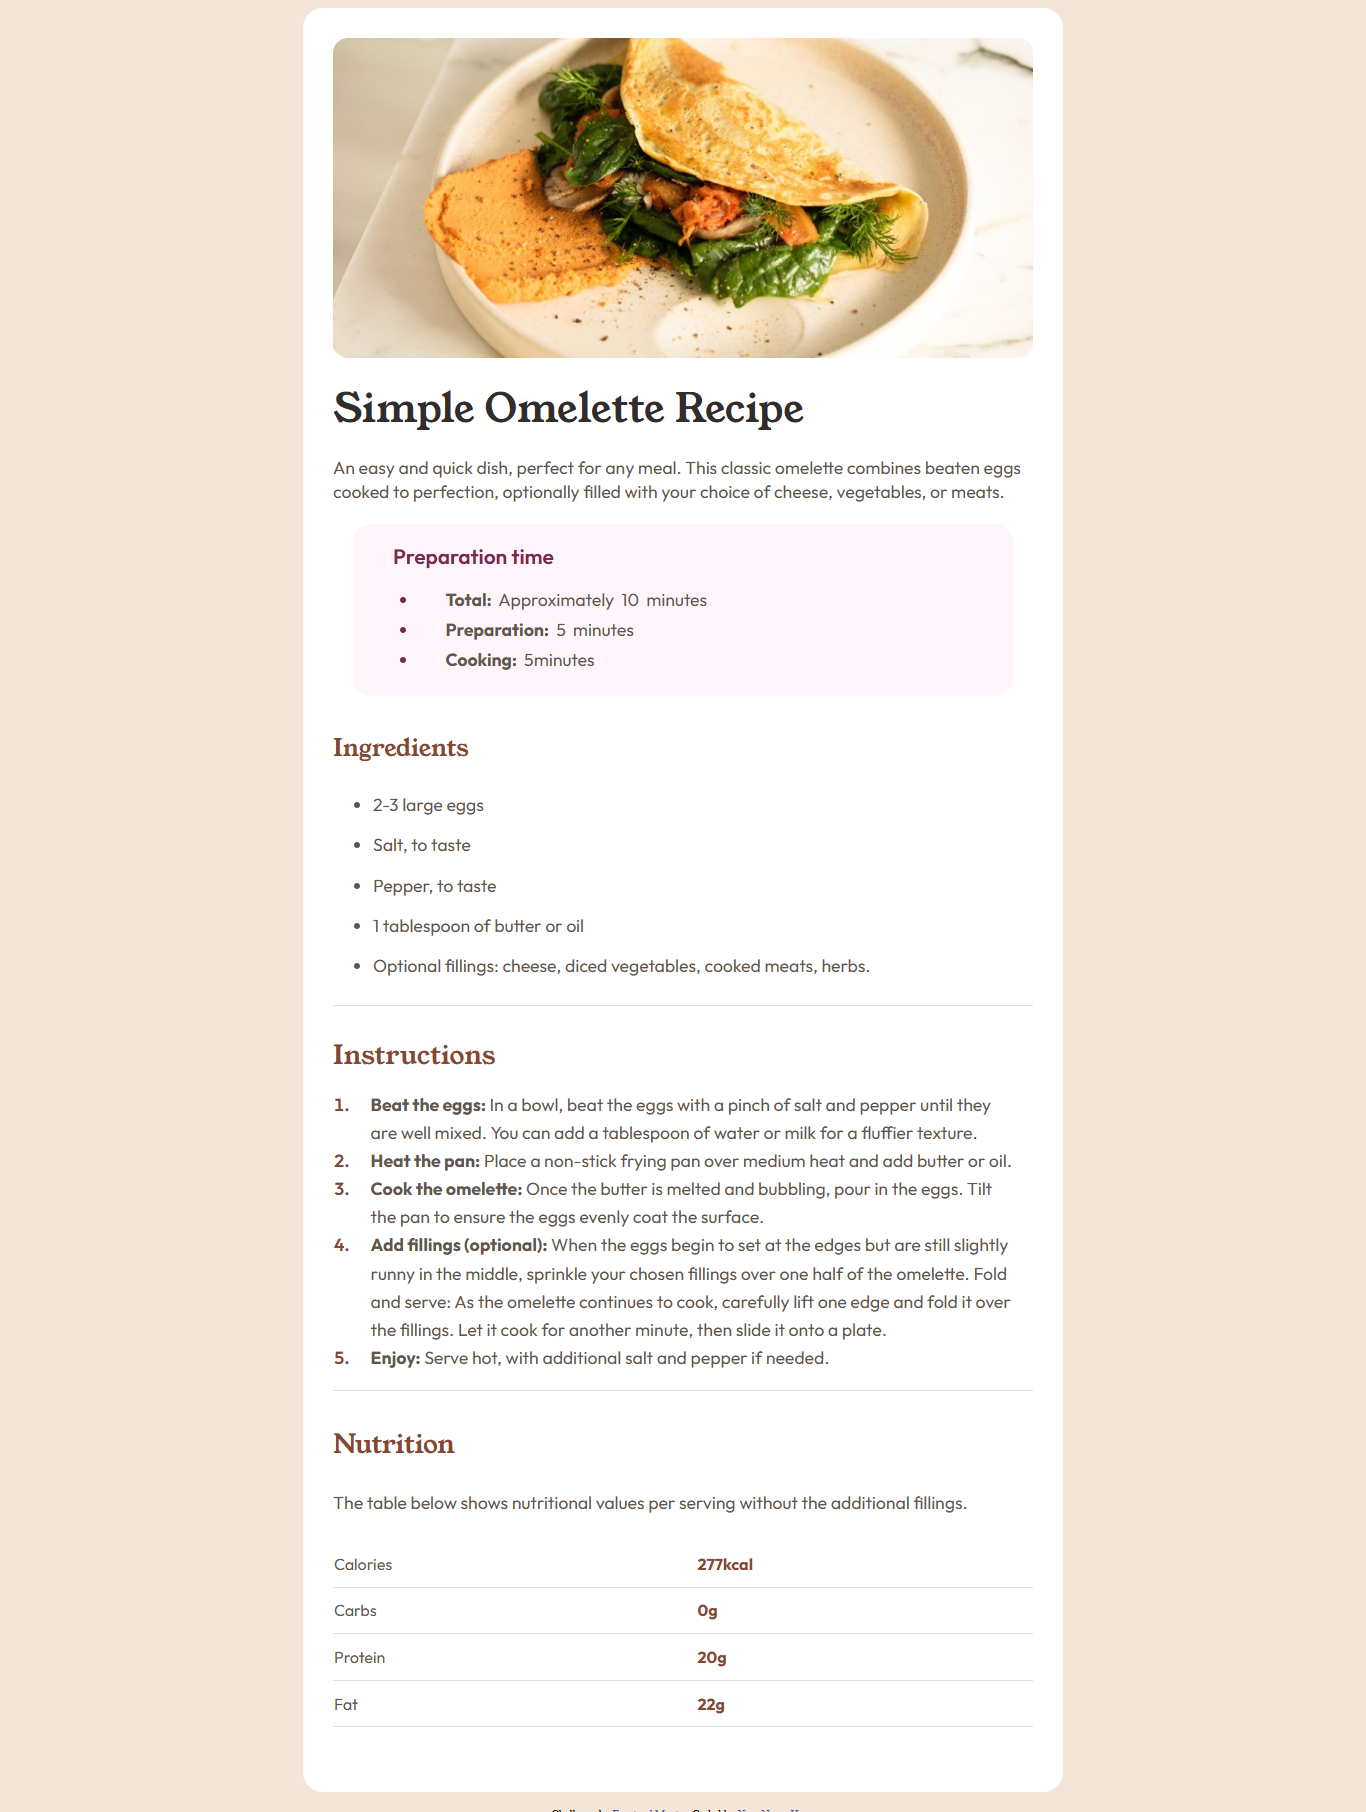 Simple Omelette Recipe
An easy and quick dish, perfect for any meal. This classic omelette combines beaten eggs
cooked to perfection, optionally filled with your choice of cheese, vegetables, or meats.
Preparation time
• Total: Approximately 10 minutes
• Preparation: 5 minutes
• Cooking: 5minutes
Ingredients
• 2-3 large eggs
• Salt, to taste
• Pepper, to taste
• 1 tablespoon of butter or oil
• Optional fillings: cheese, diced vegetables, cooked meats, herbs.
Instructions
1. Beat the eggs: In a bowl, beat the eggs with a pinch of salt and pepper until they
are well mixed. You can add a tablespoon of water or milk for a fluffier texture.
2. Heat the pan: Place a non-stick frying pan over medium heat and add butter or oil.
3. Cook the omelette: Once the butter is melted and bubbling, pour in the eggs. Tilt
the pan to ensure the eggs evenly coat the surface.
4. Add fillings (optional): When the eggs begin to set at the edges but are still slightly
runny in the middle, sprinkle your chosen fillings over one half of the omelette. Fold
and serve: As the omelette continues to cook, carefully lift one edge and fold it over
the fillings. Let it cook for another minute, then slide it onto a plate.
5. Enjoy: Serve hot, with additional salt and pepper if needed.
Nutrition
The table below shows nutritional values per serving without the additional fillings.
Calories 277kcal
Carbs 0g
Protein 20g
Fat 22g